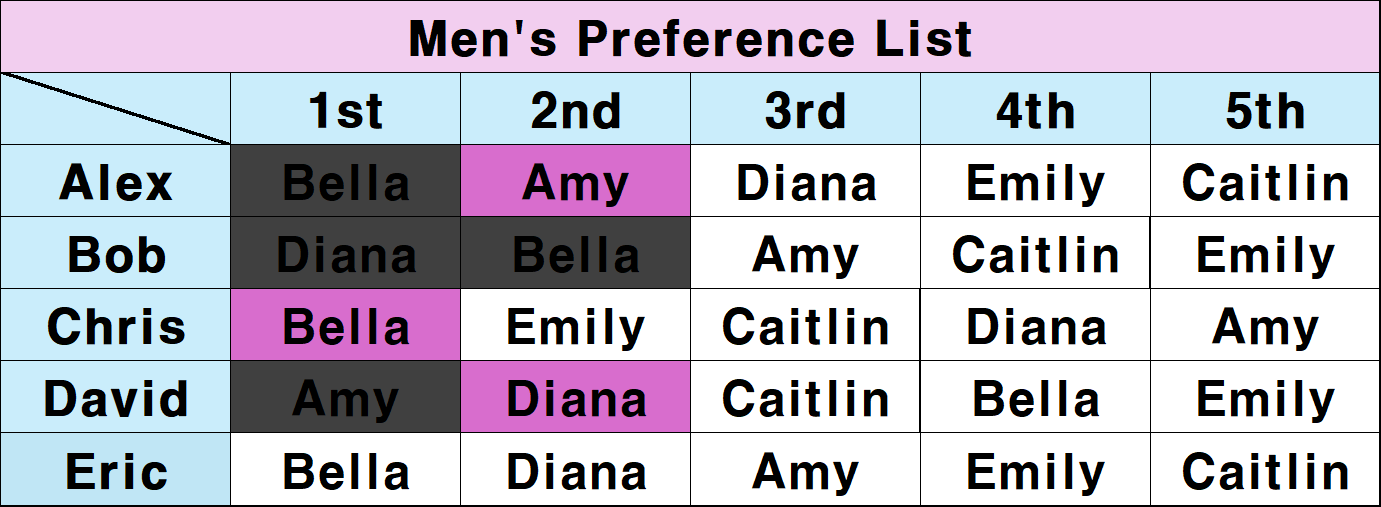 Men's Preference List
1st 2nd 3rd 4th 5th
Alex Bella Amy Diana Emily Caitlin
Bob Diana Bella Amy Caitlin Emily
Chris Bella Emily Caitlin Diana Amy
David Amy Diana Caitlin Bella Emily
Eric Bella Diana Amy Emily Caitlin